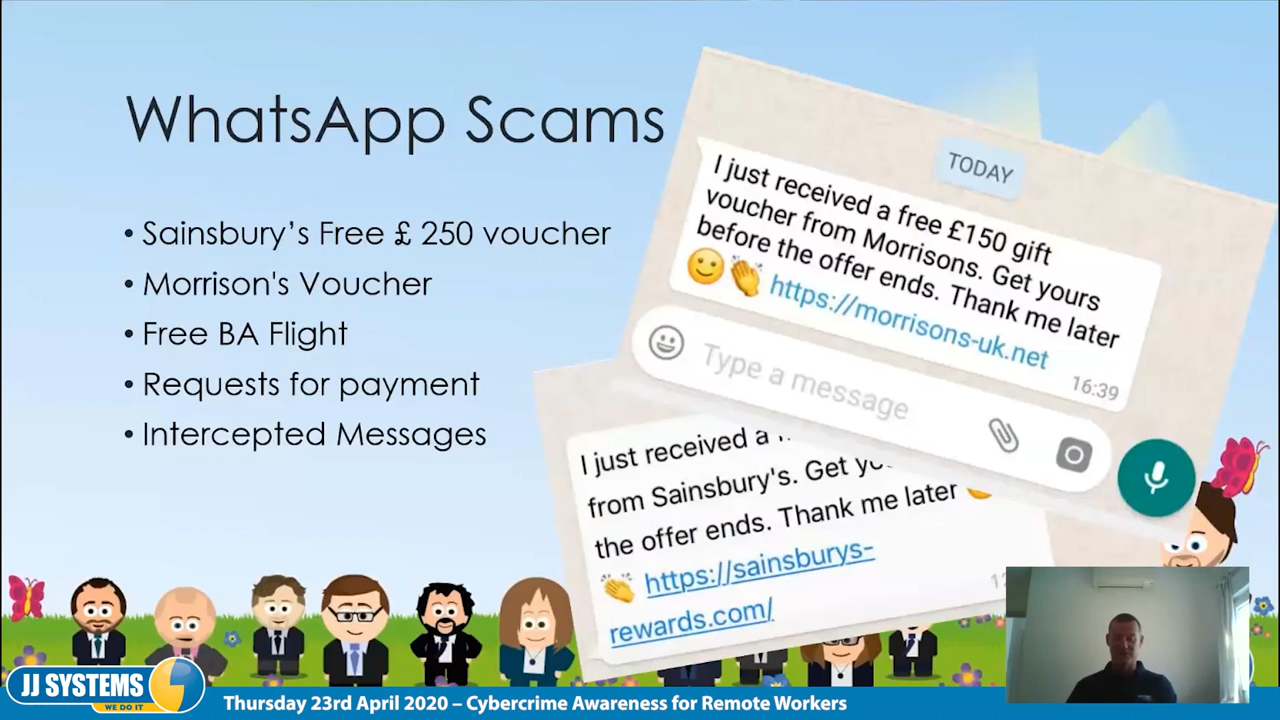 WhatsApp Scams
• Sainsbury’s Free £ 250 voucher
• Morrison's Voucher
• Free BA Flight
• Requests for payment
• Intercepted Messages
TODAY
I just received a free £150 gift
voucher from Morrisons. Get yours
before the offer ends. Thank me later
🙂👏 https://morrisons-uk.net
16:39
Type a message
I just received a
from Sainsbury's. Get
the offer ends. Thank me later
👏 https://sainsburys-
rewards.com/
JJ SYSTEMS
WE DO IT
Thursday 23rd April 2020 – Cybercrime Awareness for Remote Workers